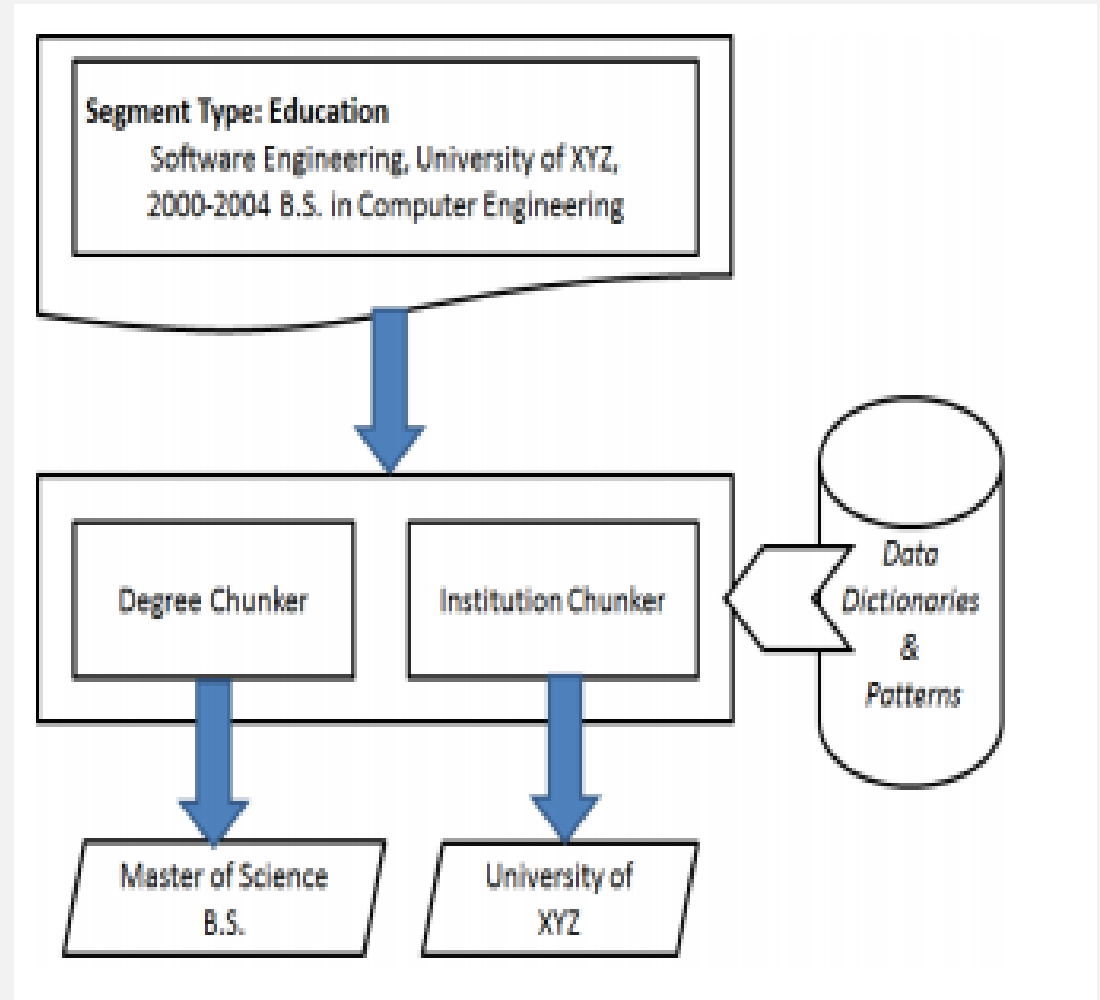 Segment Type: Education
Software Engineering, University of XYZ,
2000-2004 B.S. in Computer Engineering
Degree Chunker
Institution Chunker
Data
Dictionaries
&
Patterns
Master of Science
B.S.
University of
XYZ